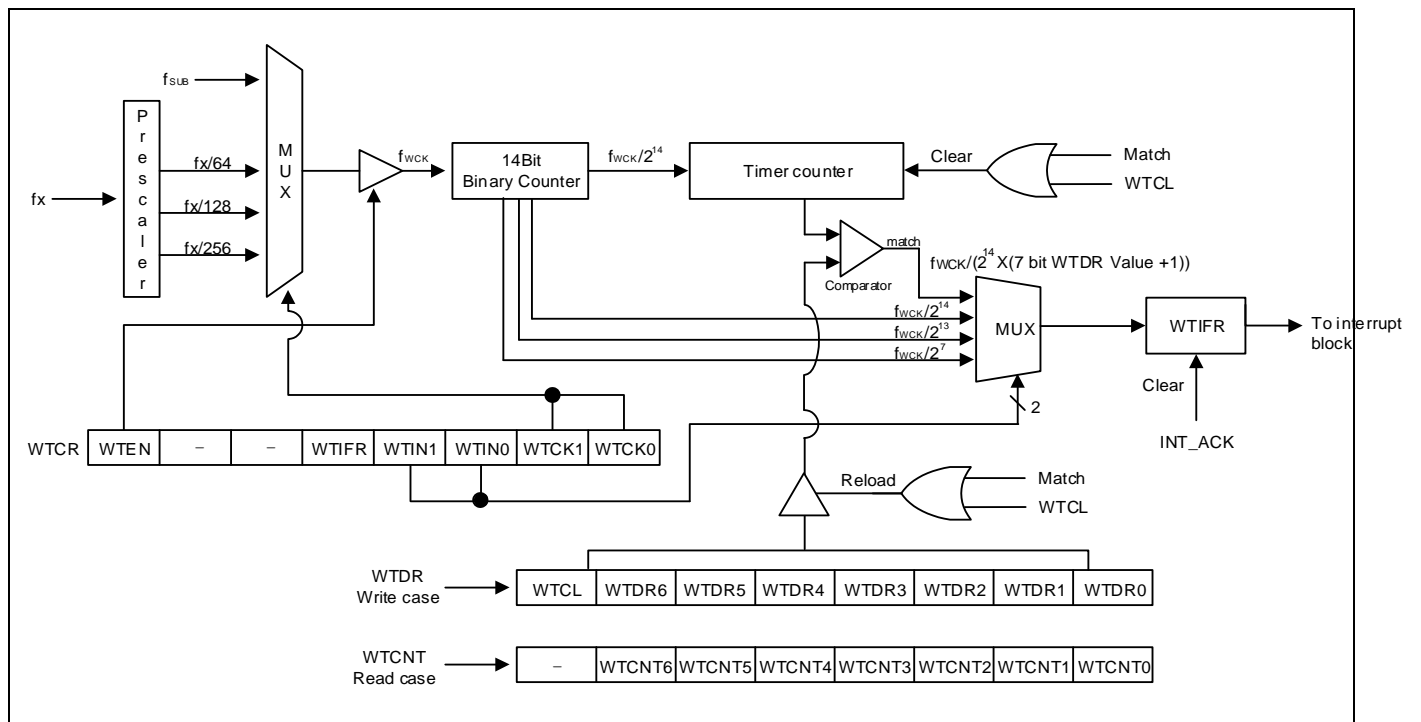 fSUB
Prescaler
fx
fx/64
fx/128
fx/256
MUX
fWCK
14Bit
Binary Counter
fWCK/2^14
Timer counter
Clear
Match
WTCL
match
Comparator
fWCK/(2^14 X(7 bit WTDR Value +1))
fWCK/2^14
fWCK/2^13
fWCK/2^7
MUX
2
WTIFR
To interrupt
block
Clear
INT_ACK
WTCR WTEN – – WTIFR WTIN1 WTIN0 WTCK1 WTCK0
Reload
Match
WTCL
WTDR
Write case
WTCL WTDR6 WTDR5 WTDR4 WTDR3 WTDR2 WTDR1 WTDR0
WTCNT
Read case
– WTCNT6 WTCNT5 WTCNT4 WTCNT3 WTCNT2 WTCNT1 WTCNT0